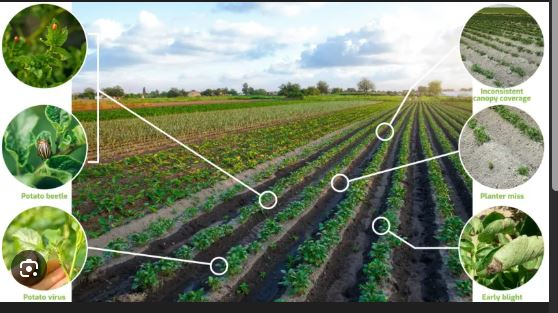 Inconsistent
canopy coverage
Potato beetle
Planter miss
Potato virus
Early blight